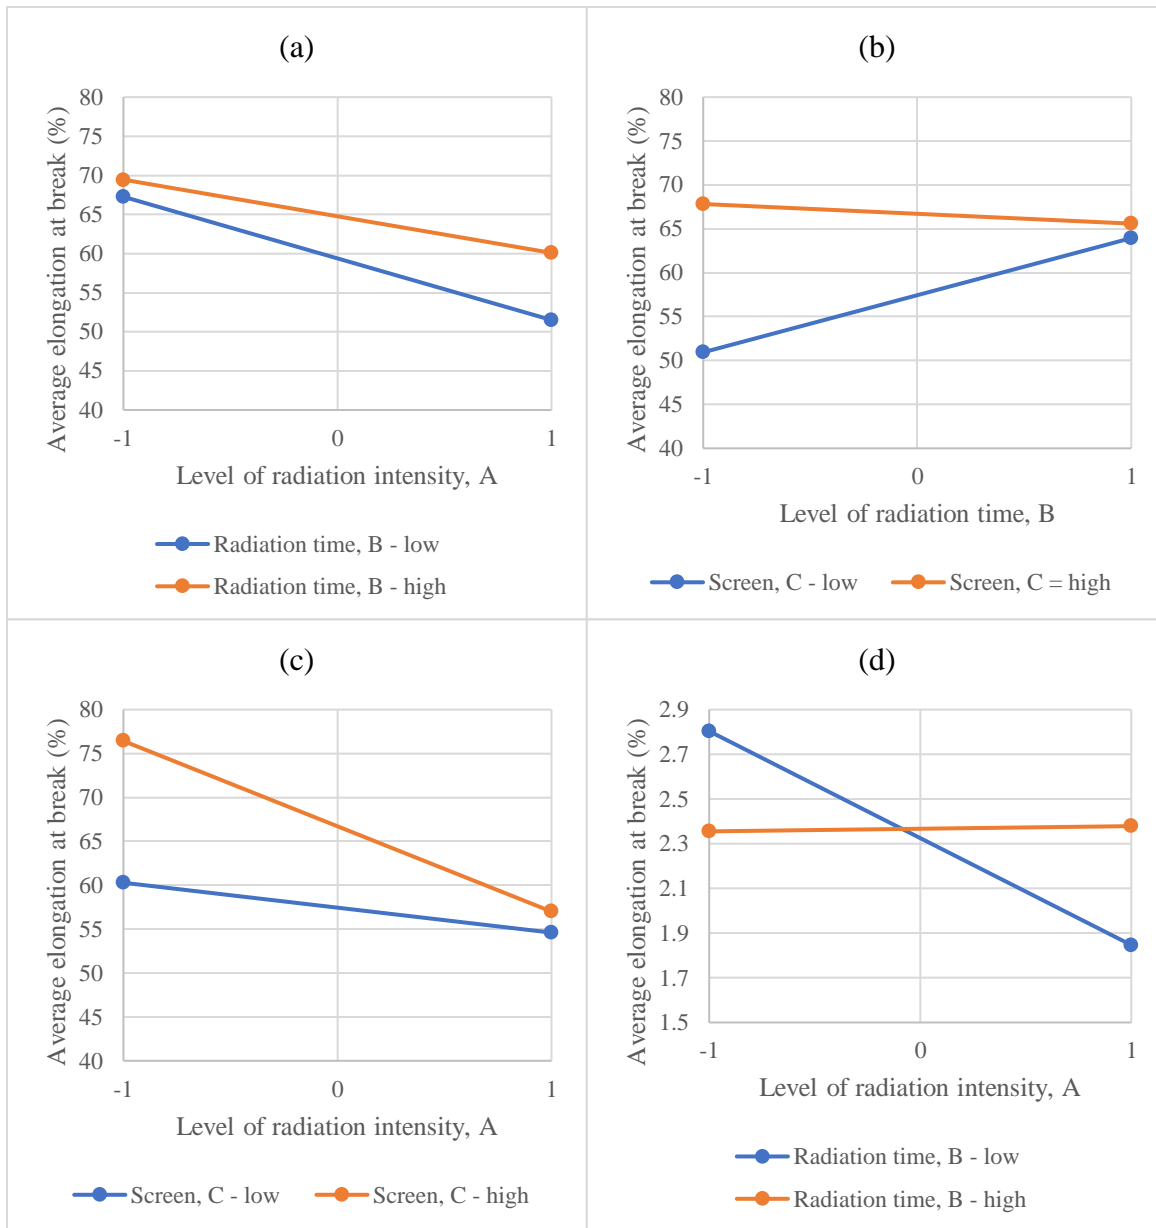 (a)
Average elongation at break (%)
80
75
70
65
60
55
50
45
40
-1 0 1
Level of radiation intensity, A
Radiation time, B - low
Radiation time, B - high
(b)
Average elongation at break (%)
80
75
70
65
60
55
50
45
40
-1 0 1
Level of radiation time, B
Screen, C - low Screen, C = high
(c)
Average elongation at break (%)
80
75
70
65
60
55
50
45
40
-1 0 1
Level of radiation intensity, A
Screen, C - low Screen, C - high
(d)
Average elongation at break (%)
2.9
2.7
2.5
2.3
2.1
1.9
1.7
1.5
-1 0 1
Level of radiation intensity, A
Radiation time, B - low
Radiation time, B - high